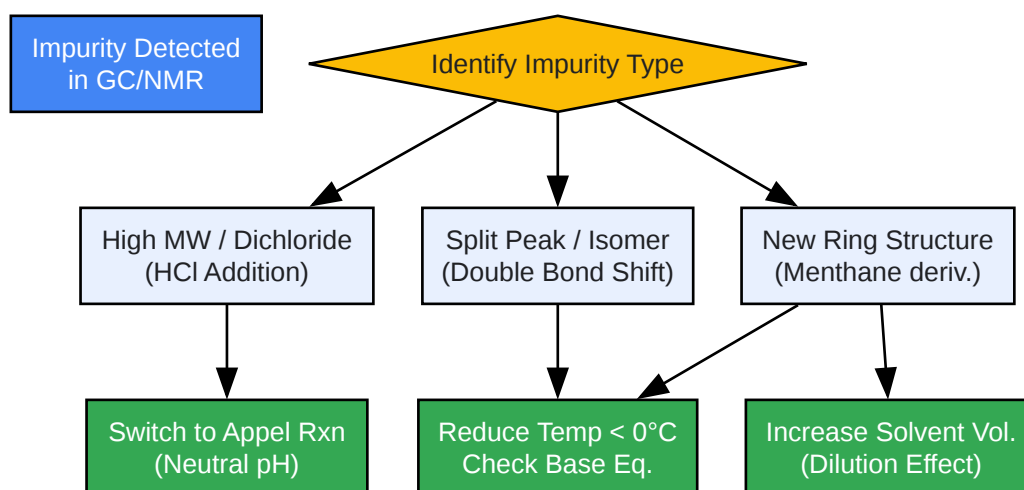 Impurity Detected
in GC/NMR
Identify Impurity Type
High MW / Dichloride
(HCl Addition)
Split Peak / Isomer
(Double Bond Shift)
New Ring Structure
(Menthane deriv.)
Switch to Appel Rxn
(Neutral pH)
Reduce Temp < 0°C
Check Base Eq.
Increase Solvent Vol.
(Dilution Effect)